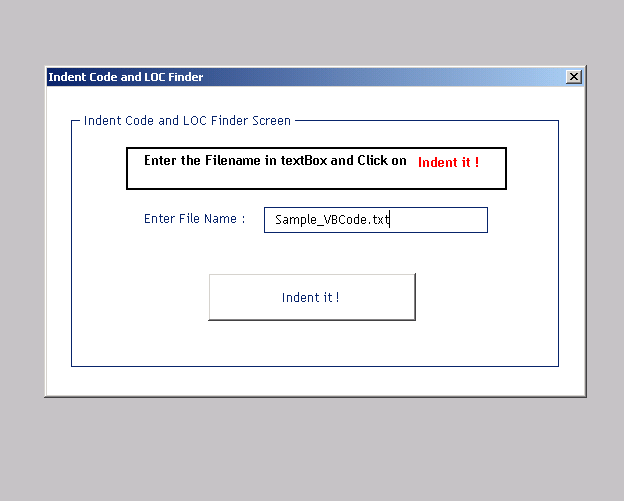 Indent Code and LOC Finder
Indent Code and LOC Finder Screen
Enter the Filename in textBox and Click on Indent it !
Enter File Name : Sample_VBCode.txt
Indent it !